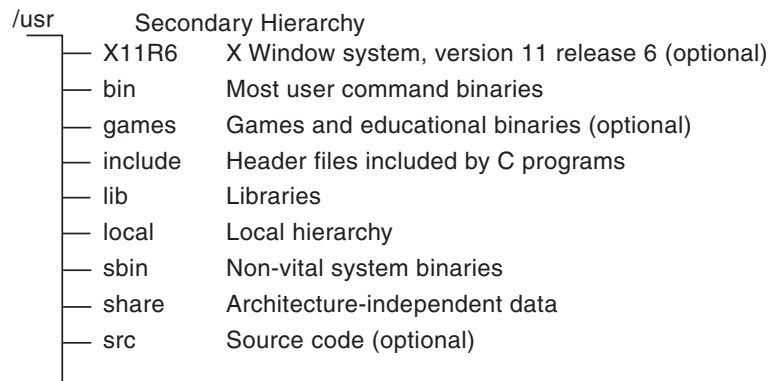 /usr Secondary Hierarchy
X11R6 X Window system, version 11 release 6 (optional)
bin Most user command binaries
games Games and educational binaries (optional)
include Header files included by C programs
lib Libraries
local Local hierarchy
sbin Non-vital system binaries
share Architecture-independent data
src Source code (optional)